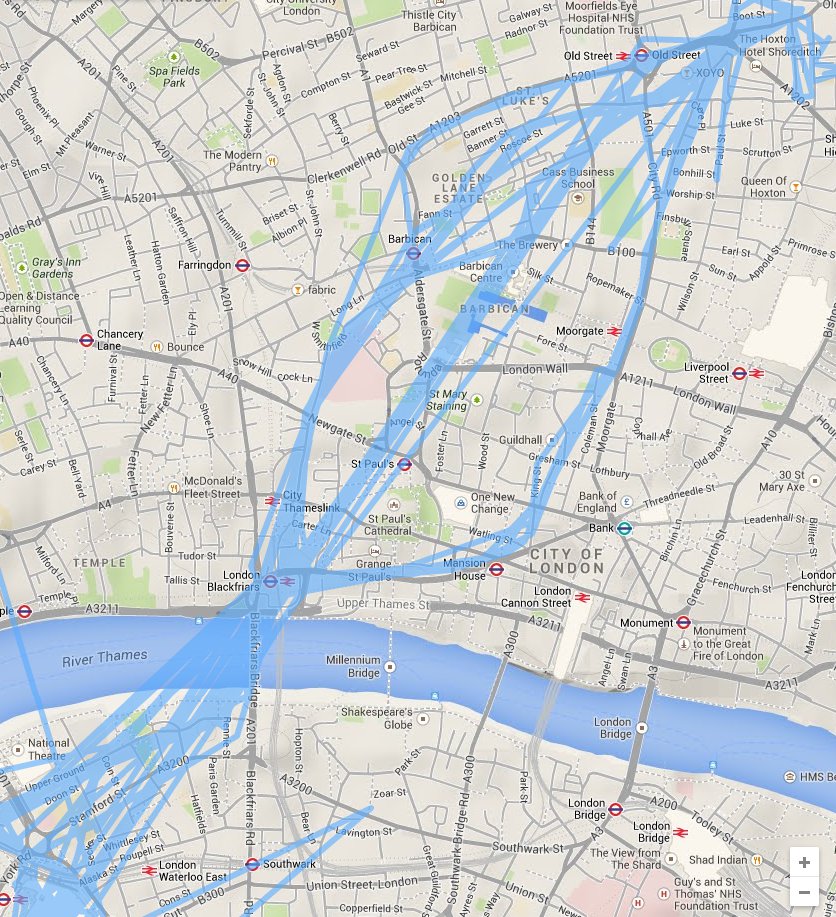 City University
London
Thistle City
Barbican
Galway St
Radnor St
Moorfields Eye
Hospital NHS
Foundation Trust
Boot St
The Hoxton
Hotel Shoreditch
Percival St
B502
B502
Seward St
Old Street
Old Street
XOYO
A5201
A1202
A201
Pine St
Spa Fields
Park
Agdon St
St John St
Compton St
Pear Tree St
Bastwick St
Gee St
Mitchell St
ST.
LUKE'S
A501
Luke St
Phoenix Pl
Gough St
Mt Pleasant
Sekforde St
Berry St
A1203
Old St
Garrett St
Banner St
Roscoe St
Paul St
Epworth St
Scrutton St
Bonhill St
Worship St
Queen Of
Hoxton
Warner St
Elm St
A201
The Modern
Pantry
Clerkenwell Rd
GOLDEN
LANE
ESTATE
Cass Business
School
City Rd
Vine Hill
A5201
Saffron Hill
Turnmill St
St. John St
Briset St
Albion Pl
Fann St
Barbican
The Brewery
B144
B100
Finsbury
Square
Earl St
Sun St
Appold St
Primrose S
Gray's Inn
Gardens
Leather Ln
Hatton Garden
Farringdon
fabric
Long Ln
Barbican
Centre
Silk St
Ropemaker St
Wilson St
Open & Distance
Learning
Quality Council
A201
Ely Pl
W Smithfield
Aldersgate St
BARBICAN
Fore St
Moorgate
A40
Chancery
Lane
Bounce
Snow Hill
Cock Ln
London Wall
Liverpool
Street
A1211
London Wall
Furnival St
Fetter Ln
New Fetter Ln
Shoe Ln
A40
St Mary
Staining
Newgate St
Angel St
Guildhall
Coleman St
Moorgate
Old Broad St
A10
Serle St
Carey St
Bell Yard
Fetter Ln
St Paul's
Foster Ln
Wood St
Gresham St
Lothbury
30 St
Mary Axe
McDonald's
Fleet Street
A4
City
Thameslink
Carter Ln
St Paul's
Cathedral
One New
Change
King St
Bank of
England
Threadneedle St
Leadenhall St
Billiter St
Milford Ln
Bouverie St
TEMPLE
Tudor St
Tallis St
Watling St
Bank
Birchin Ln
Gracechurch St
London
Blackfriars
Grange
St Paul's
Mansion
House
CITY OF
LONDON
Fenchurch St
London
Fenchurch
Street
Temple Pl
A3211
Upper Thames St
London
Cannon Street
A3211
Monument
Monument
to the Great
Fire of London
Mark Ln
River Thames
Blackfriars Bridge
Millennium
Bridge
A300
Angel Ln
Swan Ln
A3
A3211
National
Theatre
Shakespeare's
Globe
London
Bridge
HMS Be
Upper Ground
Doon St
Coin St
Stamford St
A3200
Rennie St
A201
Hopton St
Paris Garden
Hatfields
Blackfriars Rd
A3200
Bear Ln
Park St
Zoar St
Lavington St
Southwark Bridge Rd
A300
Park St
London
Bridge
A200
Tooley St
A3
London
Bridge
Whittlesey St
Roupell St
Alaska St
London
Waterloo East
Southwark
Great Guildford St
Southwark St
The View from
The Shard
Shad Indian
York Rd
Cons St
B300
Union Street, London
Copperfield St
Ayres St
Union St
Guy's and St
Thomas' NHS
Foundation Trust
+
−